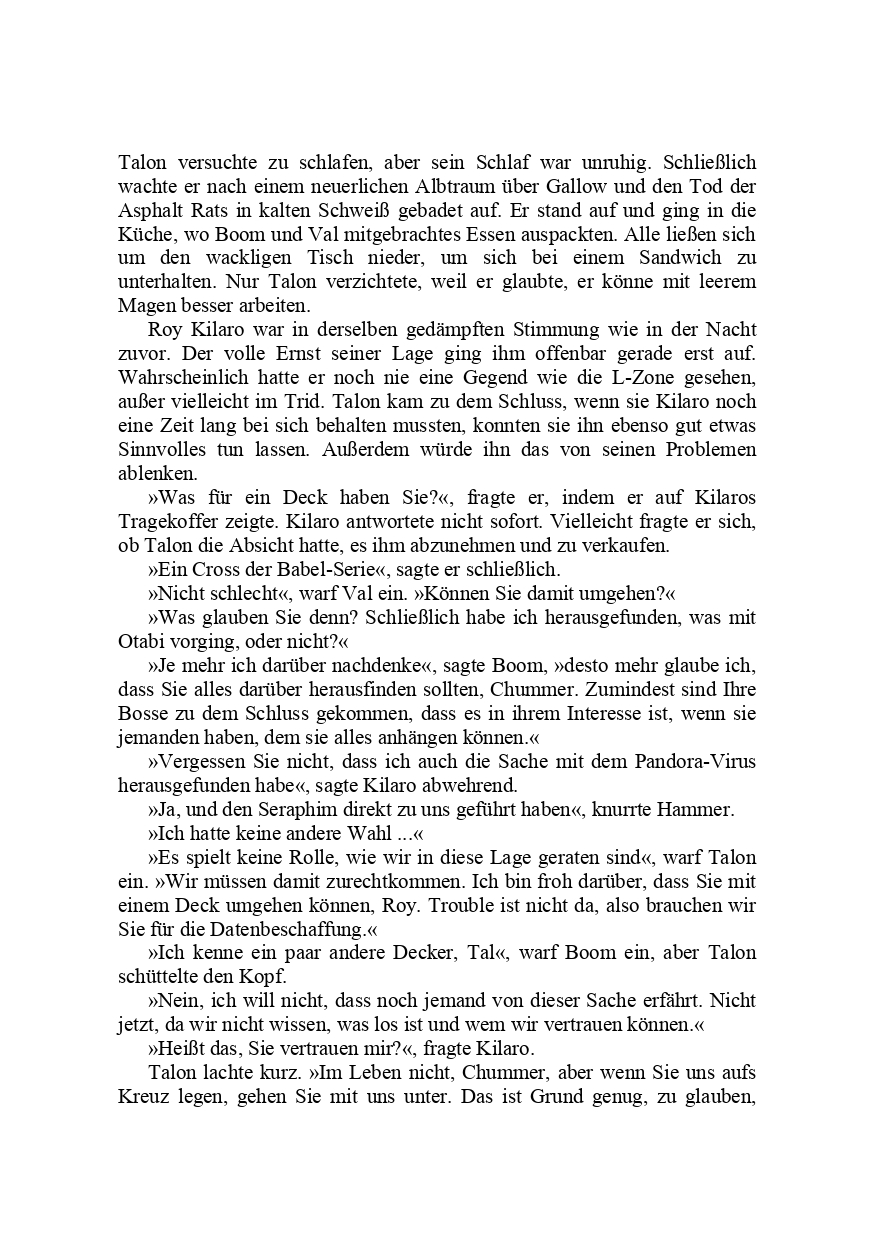 Talon versuchte zu schlafen, aber sein Schlaf war unruhig. Schließlich
wachte er nach einem neuerlichen Albtraum über Gallow und den Tod der
Asphalt Rats in kalten Schweiß gebadet auf. Er stand auf und ging in die
Küche, wo Boom und Val mitgebrachtes Essen auspackten. Alle ließen sich
um den wackligen Tisch nieder, um sich bei einem Sandwich zu
unterhalten. Nur Talon verzichtete, weil er glaubte, er könne mit leerem
Magen besser arbeiten.
Roy Kilaro war in derselben gedämpften Stimmung wie in der Nacht
zuvor. Der volle Ernst seiner Lage ging ihm offenbar gerade erst auf.
Wahrscheinlich hatte er noch nie eine Gegend wie die L-Zone gesehen,
außer vielleicht im Trid. Talon kam zu dem Schluss, wenn sie Kilaro noch
eine Zeit lang bei sich behalten mussten, konnten sie ihn ebenso gut etwas
Sinnvolles tun lassen. Außerdem würde ihn das von seinen Problemen
ablenken.
»Was für ein Deck haben Sie?«, fragte er, indem er auf Kilaros
Tragekoffer zeigte. Kilaro antwortete nicht sofort. Vielleicht fragte er sich,
ob Talon die Absicht hatte, es ihm abzunehmen und zu verkaufen.
»Ein Cross der Babel-Serie«, sagte er schließlich.
»Nicht schlecht«, warf Val ein. »Können Sie damit umgehen?«
»Was glauben Sie denn? Schließlich habe ich herausgefunden, was mit
Otabi vorging, oder nicht?«
»Je mehr ich darüber nachdenke«, sagte Boom, »desto mehr glaube ich,
dass Sie alles darüber herausfinden sollten, Chummer. Zumindest sind Ihre
Bosse zu dem Schluss gekommen, dass es in ihrem Interesse ist, wenn sie
jemanden haben, dem sie alles anhängen können.«
»Vergessen Sie nicht, dass ich auch die Sache mit dem Pandora-Virus
herausgefunden habe«, sagte Kilaro abwehrend.
»Ja, und den Seraphim direkt zu uns geführt haben«, knurrte Hammer.
»Ich hatte keine andere Wahl ...«
»Es spielt keine Rolle, wie wir in diese Lage geraten sind«, warf Talon
ein. »Wir müssen damit zurechtkommen. Ich bin froh darüber, dass Sie mit
einem Deck umgehen können, Roy. Trouble ist nicht da, also brauchen wir
Sie für die Datenbeschaffung.«
»Ich kenne ein paar andere Decker, Tal«, warf Boom ein, aber Talon
schüttelte den Kopf.
»Nein, ich will nicht, dass noch jemand von dieser Sache erfährt. Nicht
jetzt, da wir nicht wissen, was los ist und wem wir vertrauen können.«
»Heißt das, Sie vertrauen mir?«, fragte Kilaro.
Talon lachte kurz. »Im Leben nicht, Chummer, aber wenn Sie uns aufs
Kreuz legen, gehen Sie mit uns unter. Das ist Grund genug, zu glauben,